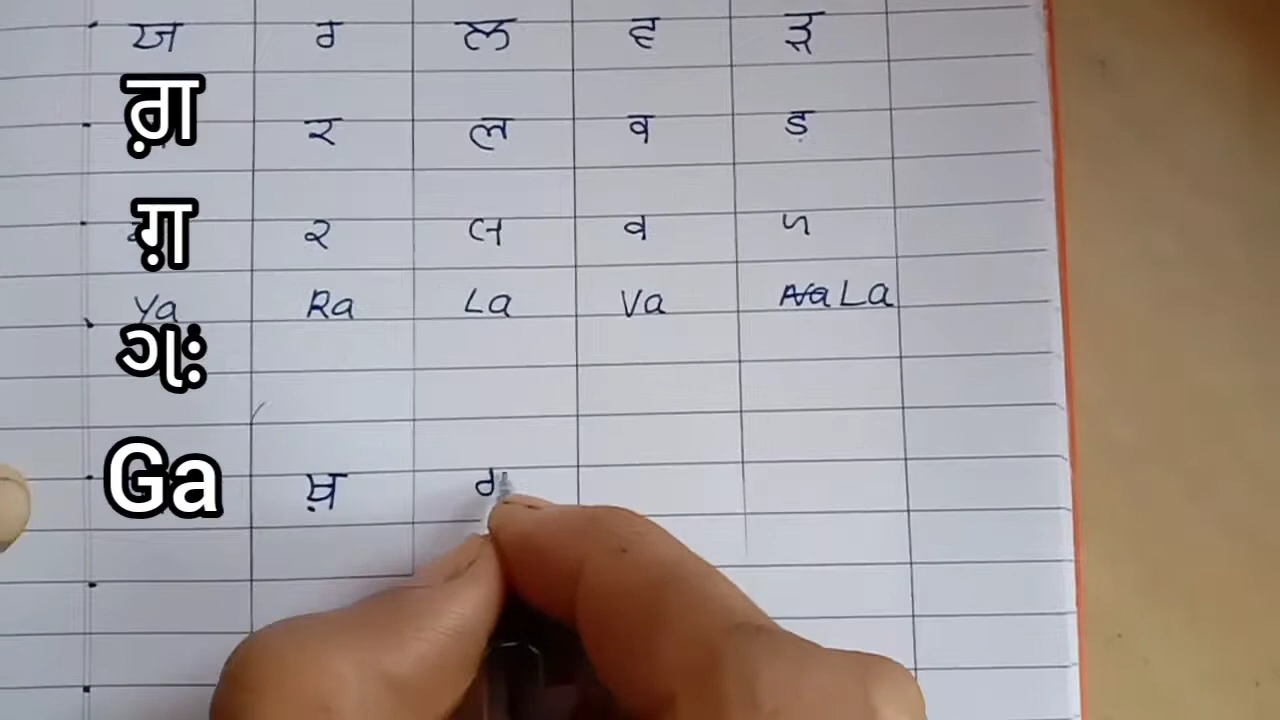 ਯ ਰ ਲ ਵ ੜ
ਗ਼ र ल व ड़
ग़ ર લ વ ળ
Ya Ra La Va La
ગ઼
Ga ਖ਼ ਗ